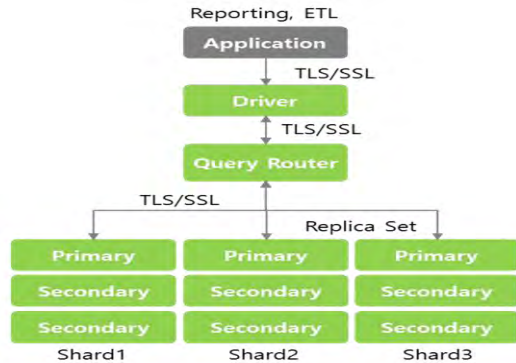 Reporting, ETL
Application
TLS/SSL
Driver
TLS/SSL
Query Router
TLS/SSL
Replica Set
Primary Primary Primary
Secondary Secondary Secondary
Secondary Secondary Secondary
Shard1 Shard2 Shard3